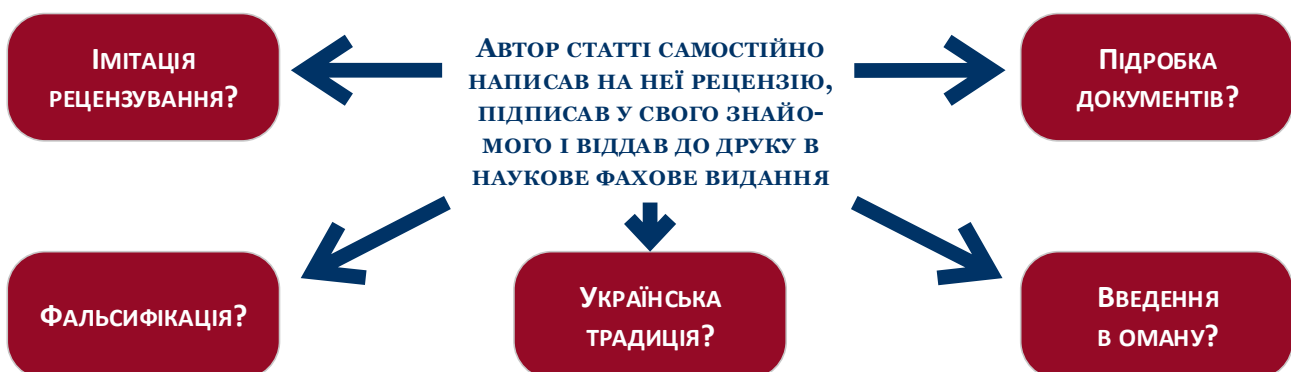 Імітація
рецензування?
Автор статті самостійно
написав на неї рецензію,
підписав у свого знайо-
мого і віддав до друку в
наукове фахове видання
Підробка
документів?
Фальсифікація?
Українська
традиція?
Введення
в оману?